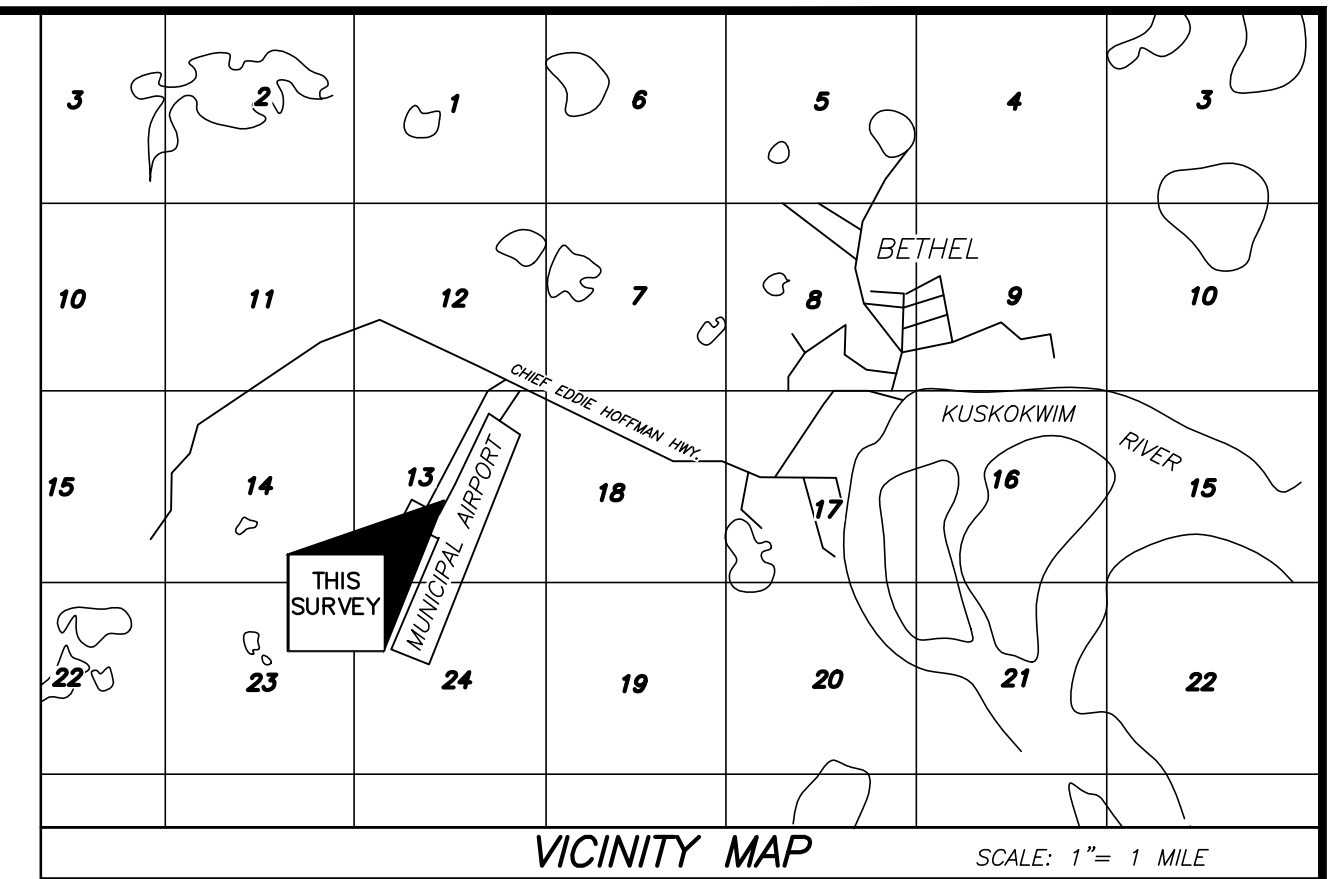 3 2 1 6 5 4 3
BETHEL
10 11 12 7 8 9 10
CHIEF EDDIE HOFFMAN HWY.
KUSKOKWIM
RIVER
15 14 13 18 17 16 15
MUNICIPAL AIRPORT
THIS
SURVEY
22 23 24 19 20 21 22
VICINITY MAP
SCALE: 1"= 1 MILE